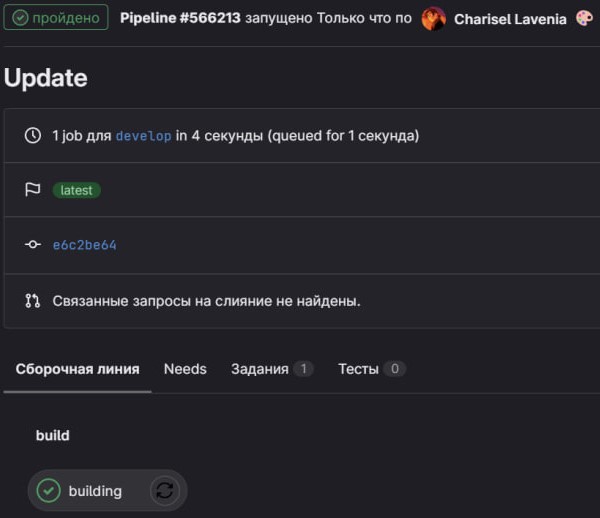 пройдено Pipeline #566213 запущено Только что по Charisel Lavenia
Update
1 job для develop in 4 секунды (queued for 1 секунда)
latest
e6c2be64
Связанные запросы на слияние не найдены.
Сборочная линия Needs Задания 1 Тесты 0
build
building